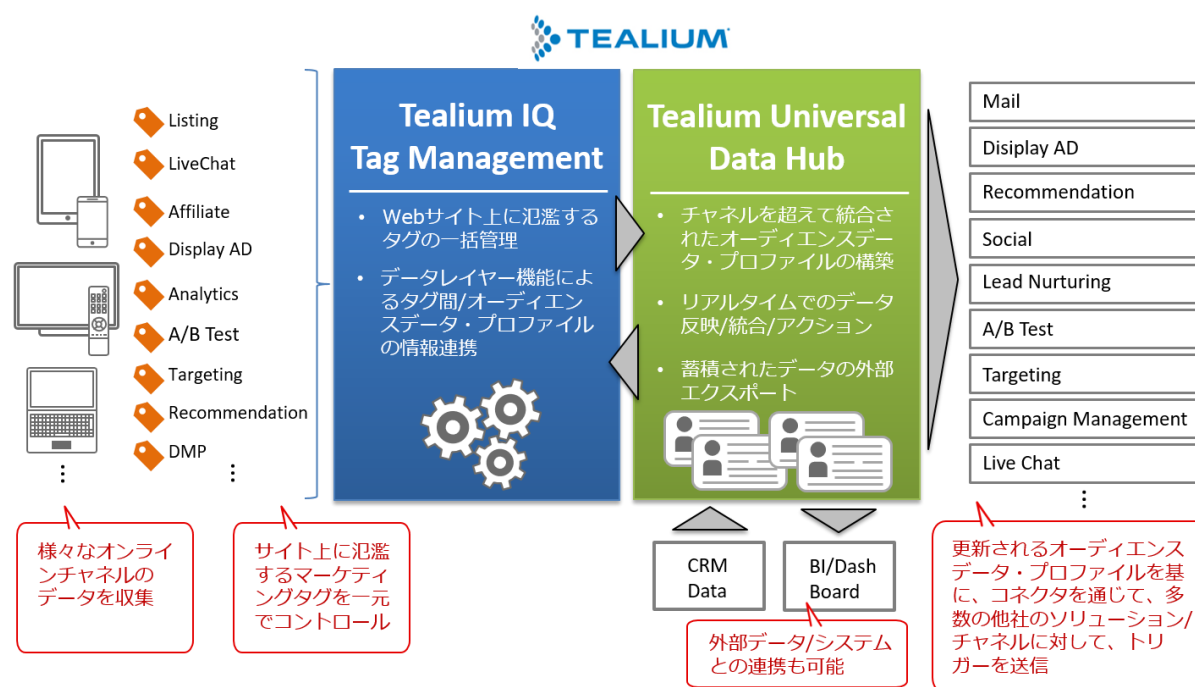 TEALIUM
Listing
LiveChat
Affiliate
Display AD
Analytics
A/B Test
Targeting
Recommendation
DMP
⋮
⋮
様々なオンライ
ンチャネルの
データを収集
サイト上に氾濫
するマーケティ
ングタグを一元
でコントロール
Tealium IQ
Tag Management
• Webサイト上に氾濫する
タグの一括管理
• データレイヤー機能によ
るタグ間/オーディエン
スデータ・プロファイル
の情報連携
Tealium Universal
Data Hub
• チャネルを超えて統合さ
れたオーディエンスデー
タ・プロファイルの構築
• リアルタイムでのデータ
反映/統合/アクション
• 蓄積されたデータの外部
エクスポート
CRM
Data
BI/Dash
Board
外部データ/システム
との連携も可能
Mail
Disiplay AD
Recommendation
Social
Lead Nurturing
A/B Test
Targeting
Campaign Management
Live Chat
⋮
更新されるオーディエンス
データ・プロファイルを基
に、コネクタを通じて、多
数の他社のソリューション/
チャネルに対して、トリ
ガーを送信